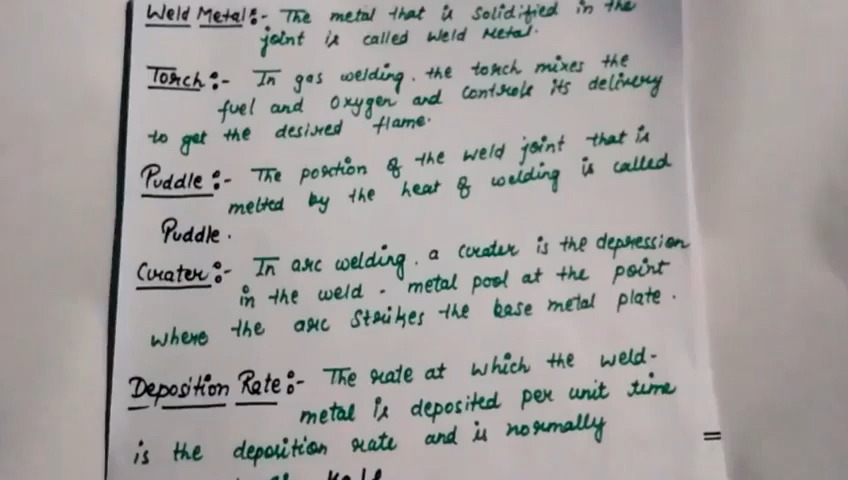 Weld Metal:- The metal that is solidified in the
joint is called Weld Metal.
Torch:- In gas welding. the torch mixes the
fuel and Oxygen and controls its delivery
to get the desired flame.
Puddle:- The portion of the weld joint that is
melted by the heat of welding is called
Puddle.
Crater:- In arc welding. a crater is the depression
in the weld - metal pool at the point
where the arc strikes the base metal plate.
Deposition Rate:- The rate at which the weld-
metal is deposited per unit time
is the deposition rate and is normally